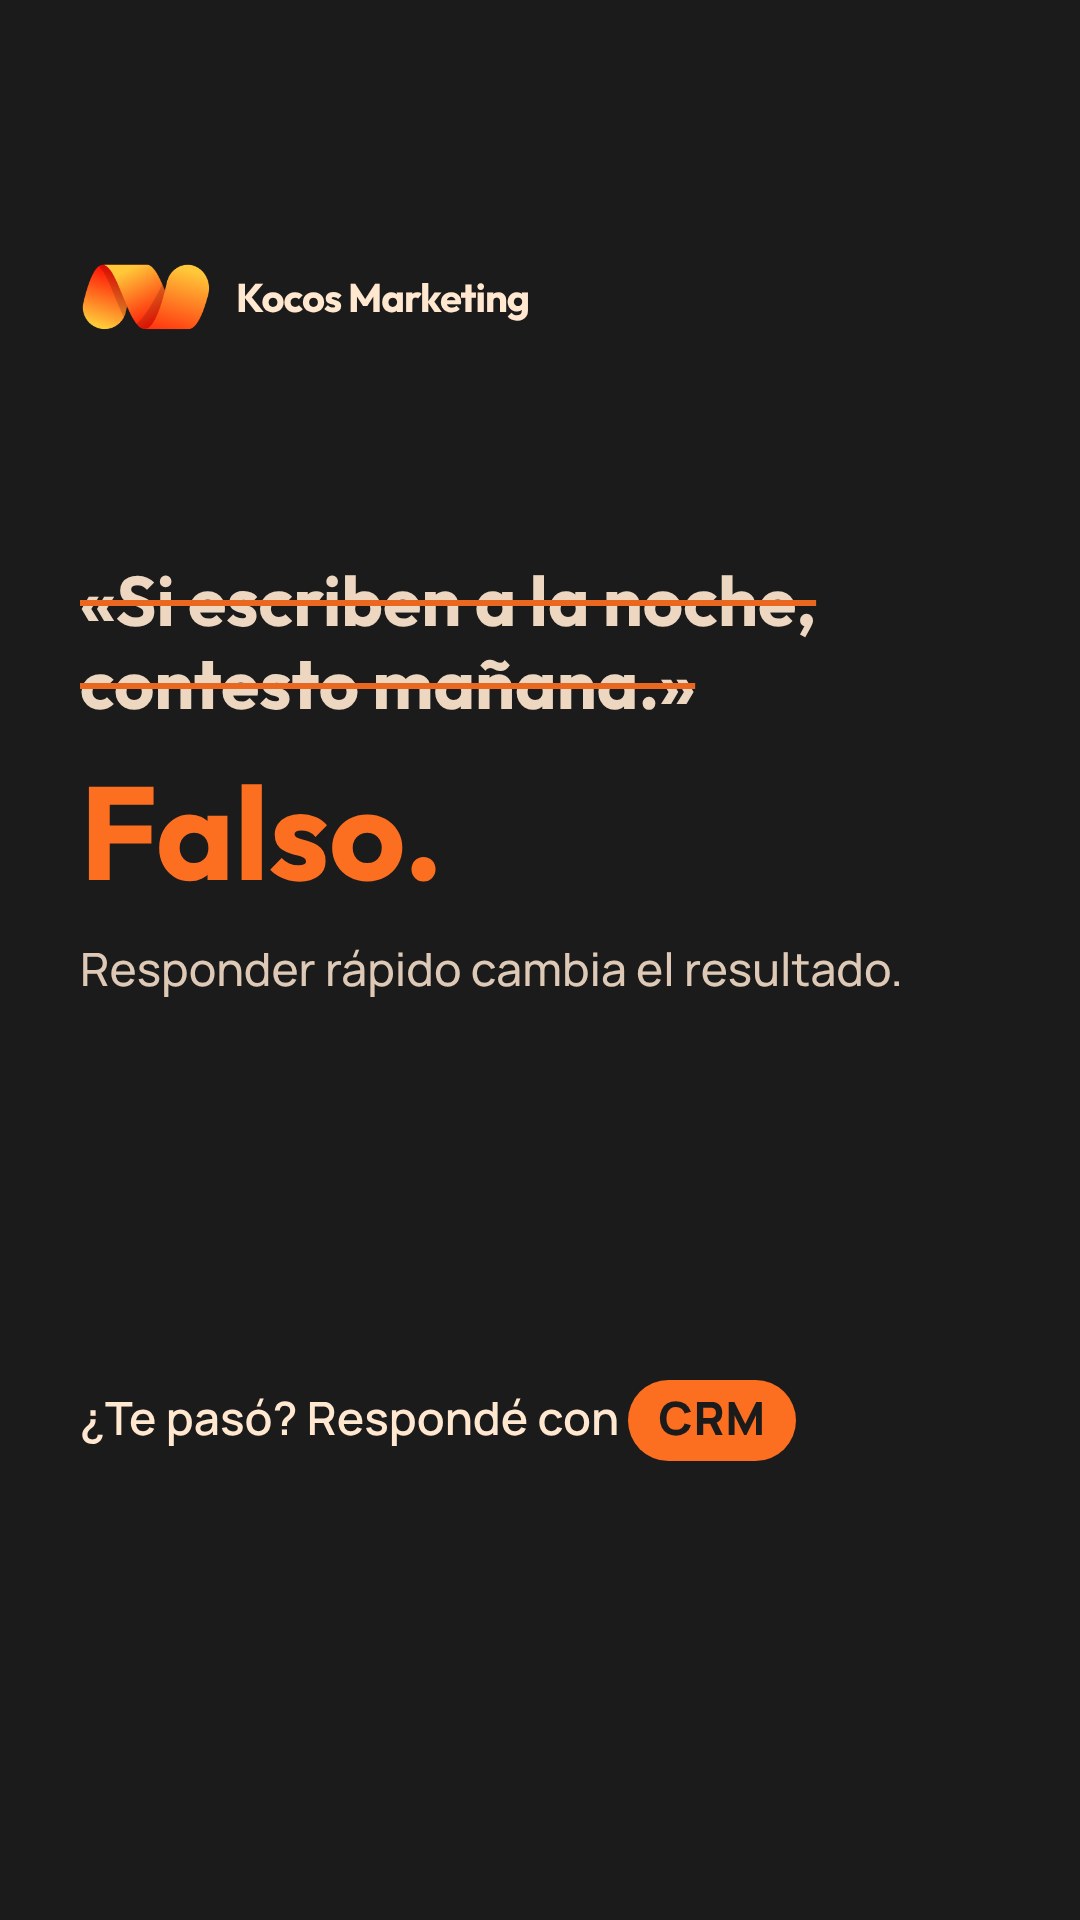 Kocos Marketing
«Si escriben a la noche,
contesto mañana.»
Falso.
Responder rápido cambia el resultado.
¿Te pasó? Respondé con CRM